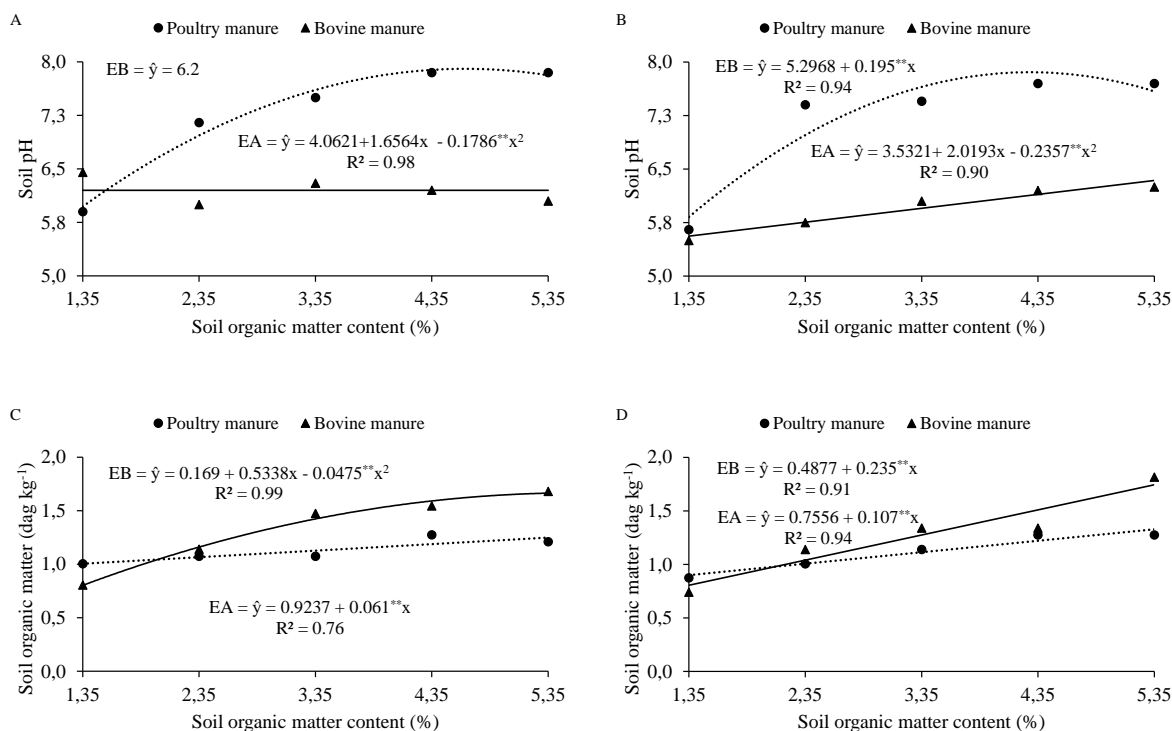 A
● Poultry manure ▲ Bovine manure
Soil pH
8,0
7,3
6,5
5,8
5,0
EB = ŷ = 6.2
EA = ŷ = 4.0621+1.6564x - 0.1786**x²
R² = 0.98
1,35 2,35 3,35 4,35 5,35
Soil organic matter content (%)
B
● Poultry manure ▲ Bovine manure
Soil pH
8,0
7,3
6,5
5,8
5,0
EB = ŷ = 5.2968 + 0.195**x
R² = 0.94
EA = ŷ = 3.5321+ 2.0193x - 0.2357**x²
R² = 0.90
1,35 2,35 3,35 4,35 5,35
Soil organic matter content (%)
C
● Poultry manure ▲ Bovine manure
Soil organic matter (dag kg⁻¹)
2,0
1,5
1,0
0,5
0,0
EB = ŷ = 0.169 + 0.5338x - 0.0475**x²
R² = 0.99
EA = ŷ = 0.9237 + 0.061**x
R² = 0.76
1,35 2,35 3,35 4,35 5,35
Soil organic matter content (%)
D
● Poultry manure ▲ Bovine manure
Soil organic matter (dag kg⁻¹)
2,0
1,5
1,0
0,5
0,0
EB = ŷ = 0.4877 + 0.235**x
R² = 0.91
EA = ŷ = 0.7556 + 0.107**x
R² = 0.94
1,35 2,35 3,35 4,35 5,35
Soil organic matter content (%)